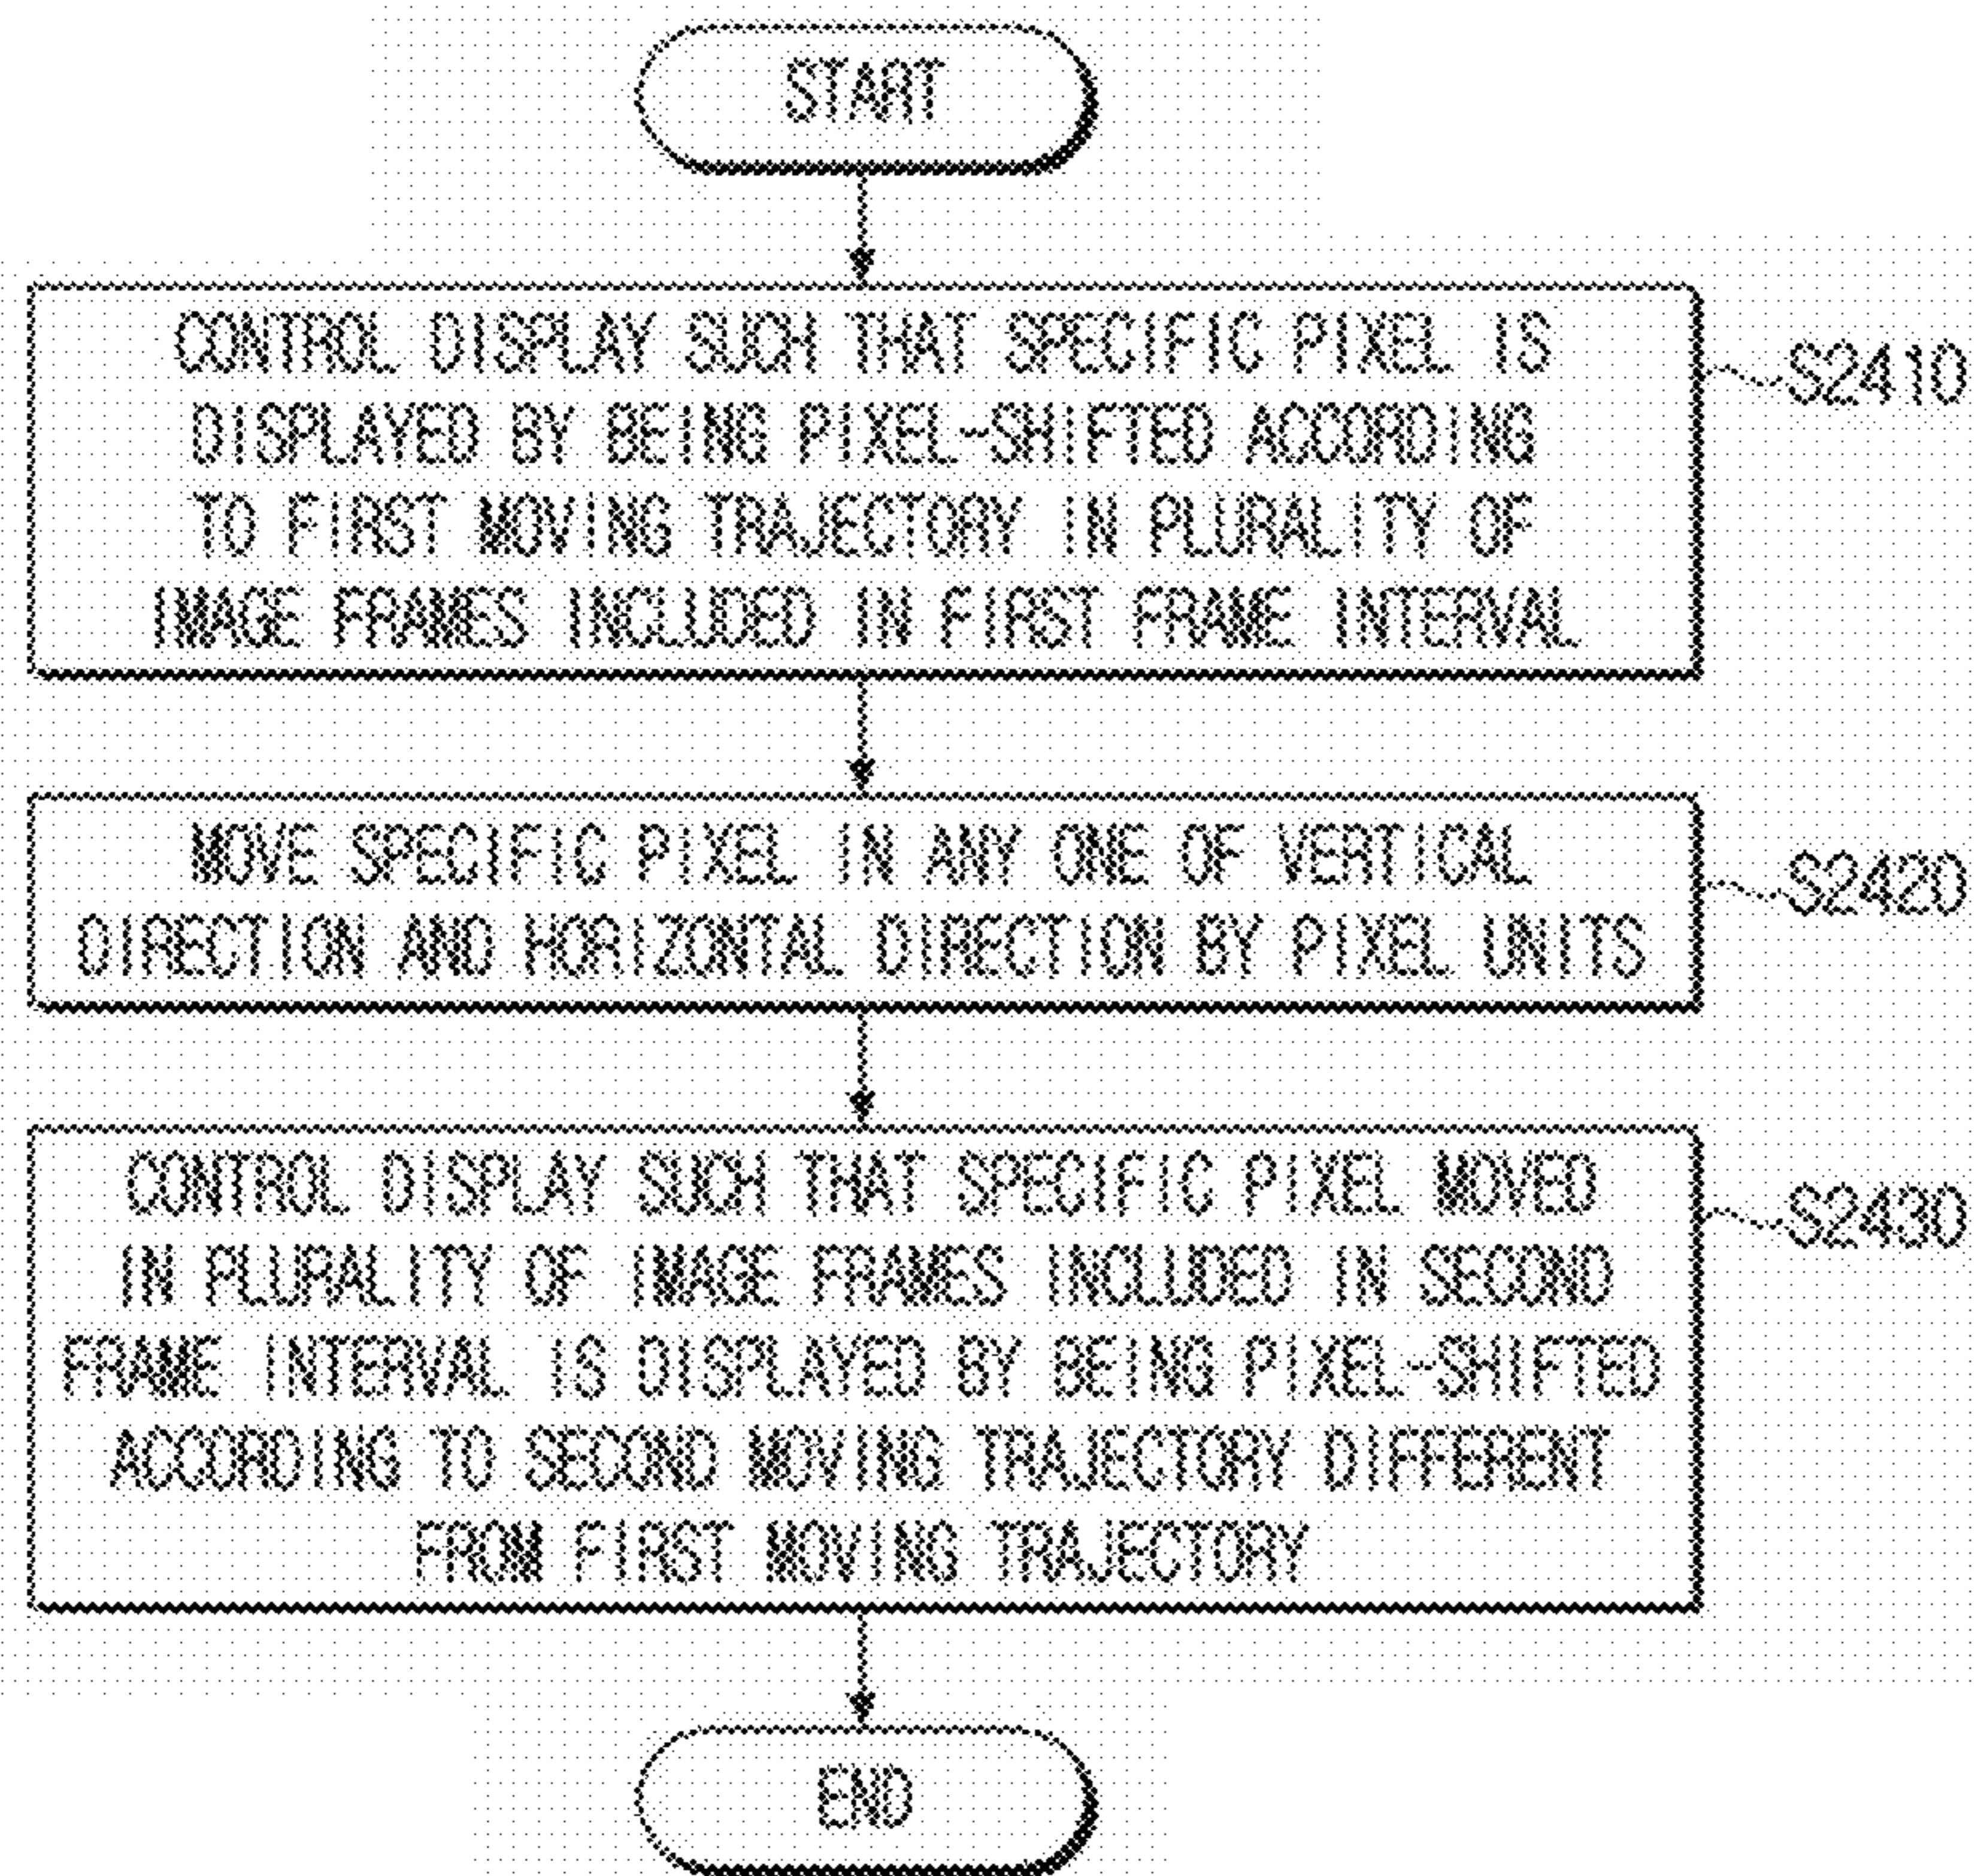 START
CONTROL DISPLAY SUCH THAT SPECIFIC PIXEL IS
DISPLAYED BY BEING PIXEL-SHIFTED ACCORDING
TO FIRST MOVING TRAJECTORY IN PLURALITY OF
IMAGE FRAMES INCLUDED IN FIRST FRAME INTERVAL
S2410
MOVE SPECIFIC PIXEL IN ANY ONE OF VERTICAL
DIRECTION AND HORIZONTAL DIRECTION BY PIXEL UNITS
S2420
CONTROL DISPLAY SUCH THAT SPECIFIC PIXEL MOVED
IN PLURALITY OF IMAGE FRAMES INCLUDED IN SECOND
FRAME INTERVAL IS DISPLAYED BY BEING PIXEL-SHIFTED
ACCORDING TO SECOND MOVING TRAJECTORY DIFFERENT
FROM FIRST MOVING TRAJECTORY
S2430
END